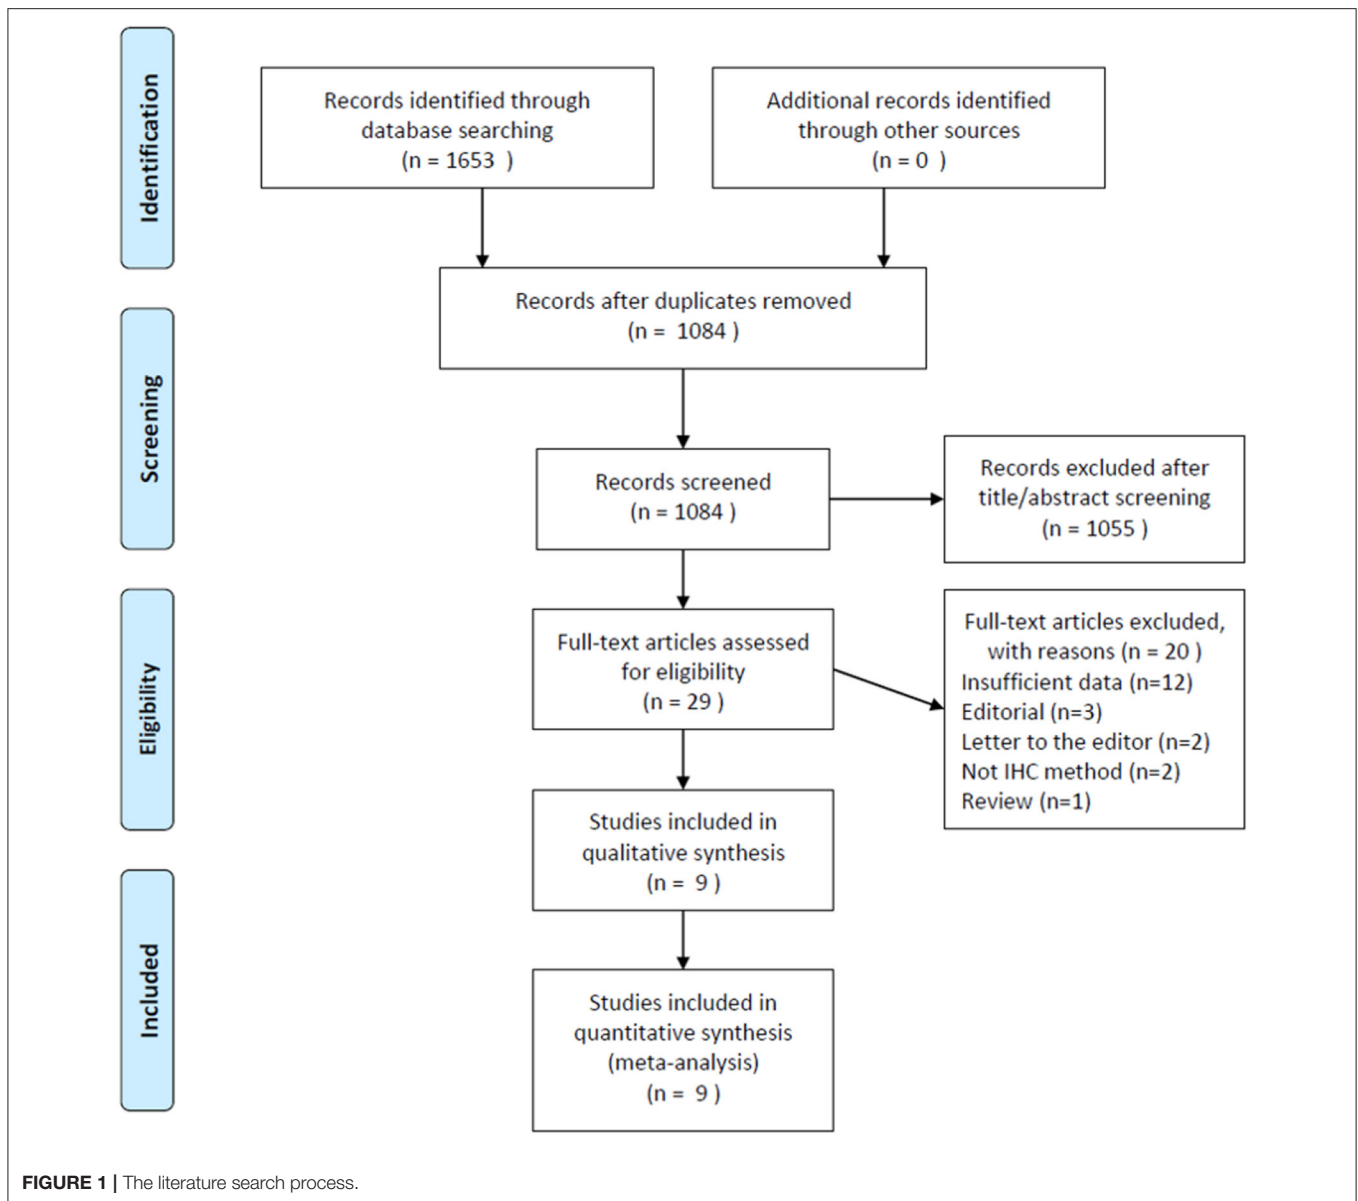 Identification
Records identified through
database searching
(n = 1653 )
Additional records identified
through other sources
(n = 0 )
Records after duplicates removed
(n = 1084 )
Screening
Records screened
(n = 1084 )
Records excluded after
title/abstract screening
(n = 1055 )
Eligibility
Full-text articles assessed
for eligibility
(n = 29 )
Full-text articles excluded,
with reasons (n = 20 )
Insufficient data (n=12)
Editorial (n=3)
Letter to the editor (n=2)
Not IHC method (n=2)
Review (n=1)
Studies included in
qualitative synthesis
(n = 9 )
Included
Studies included in
quantitative synthesis
(meta-analysis)
(n = 9 )
FIGURE 1 | The literature search process.